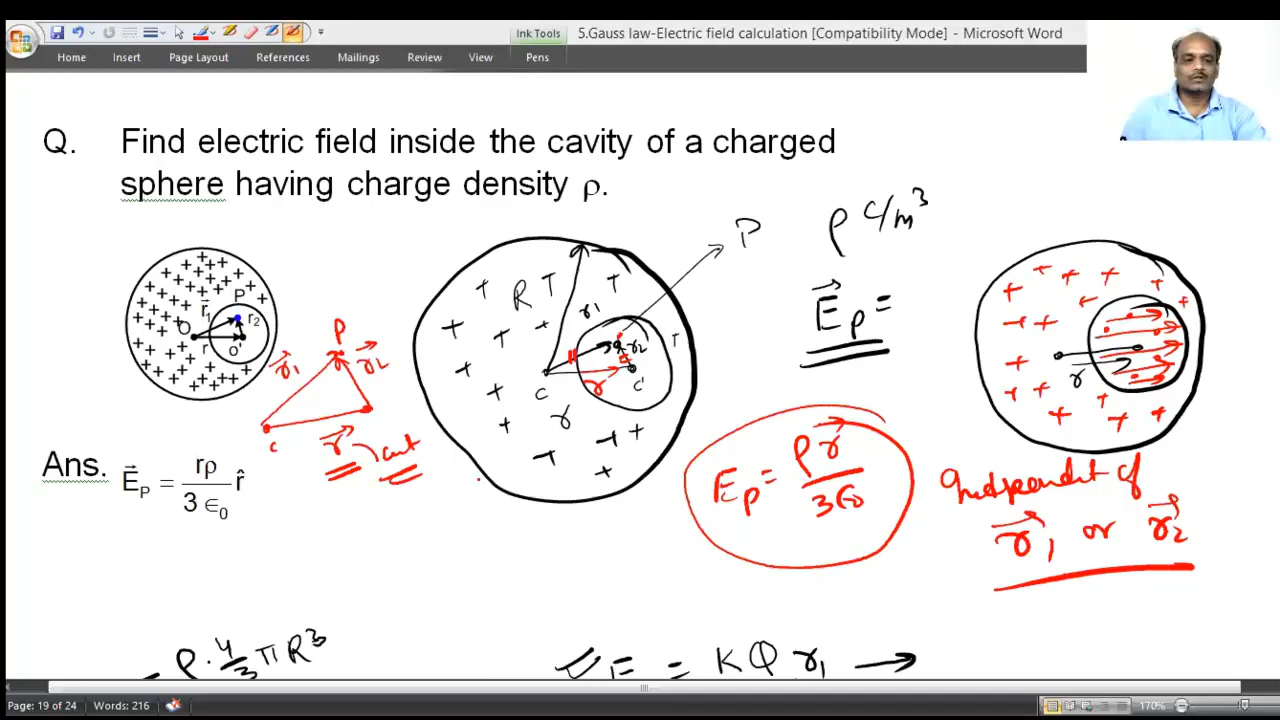 Ink Tools
5.Gauss law-Electric field calculation [Compatibility Mode] - Microsoft Word
Home Insert Page Layout References Mailings Review View Pens
Q. Find electric field inside the cavity of a charged
sphere having charge density ρ.
ρ C/m³
P
E⃗p =
R
r1
r2
C
C'
r
P
r⃗1
r2
O
r
O'
P
r⃗1
r⃗2
C
r⃗
r
Ans. E⃗P = rρ / 3 ∈0 r̂
Ep = ρr⃗ / 3∈0
Independent of
r⃗1 or r⃗2
ρ · 4/3 π R³
E = KQ r1
Page: 19 of 24 Words: 216 170%